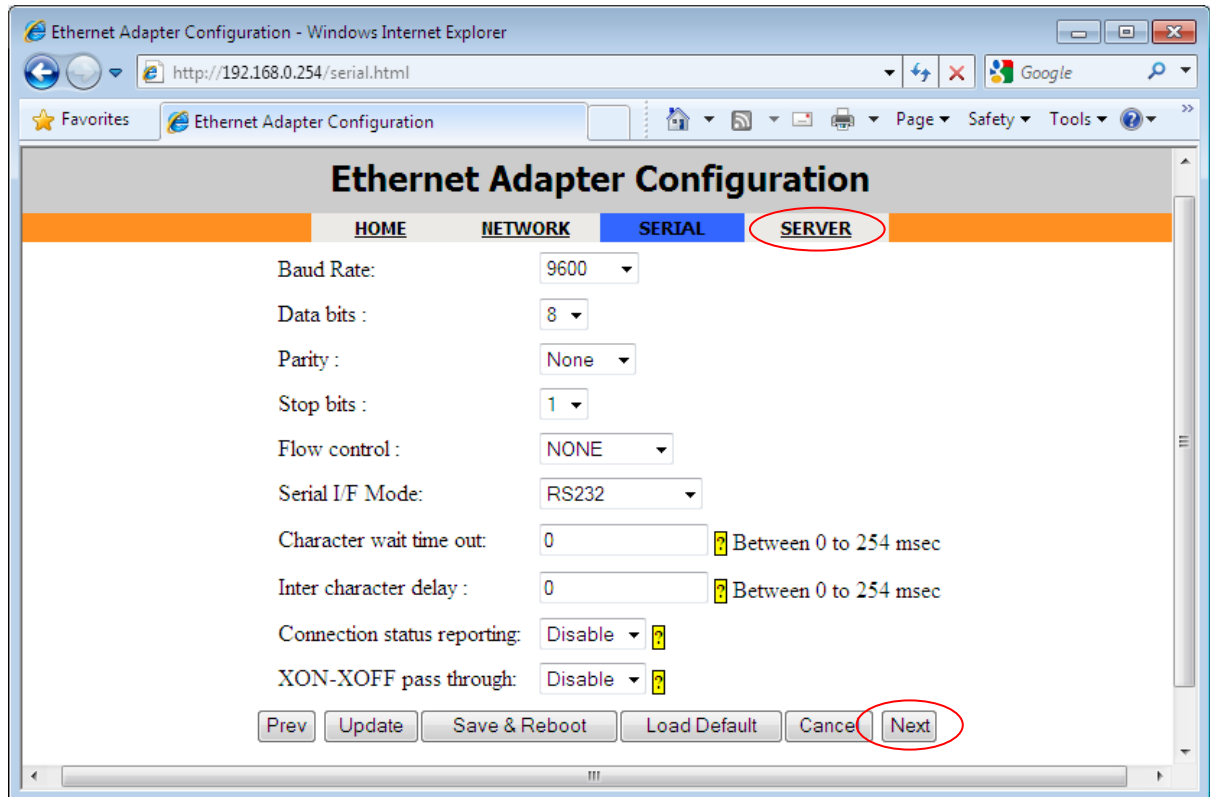 Ethernet Adapter Configuration - Windows Internet Explorer
http://192.168.0.254/serial.html
Google
Favorites
Ethernet Adapter Configuration
Page
Safety
Tools
Ethernet Adapter Configuration
HOME NETWORK SERIAL SERVER
Baud Rate: 9600
Data bits : 8
Parity : None
Stop bits : 1
Flow control : NONE
Serial I/F Mode: RS232
Character wait time out: 0 ? Between 0 to 254 msec
Inter character delay : 0 ? Between 0 to 254 msec
Connection status reporting: Disable ?
XON-XOFF pass through: Disable ?
Prev Update Save & Reboot Load Default Cancel Next